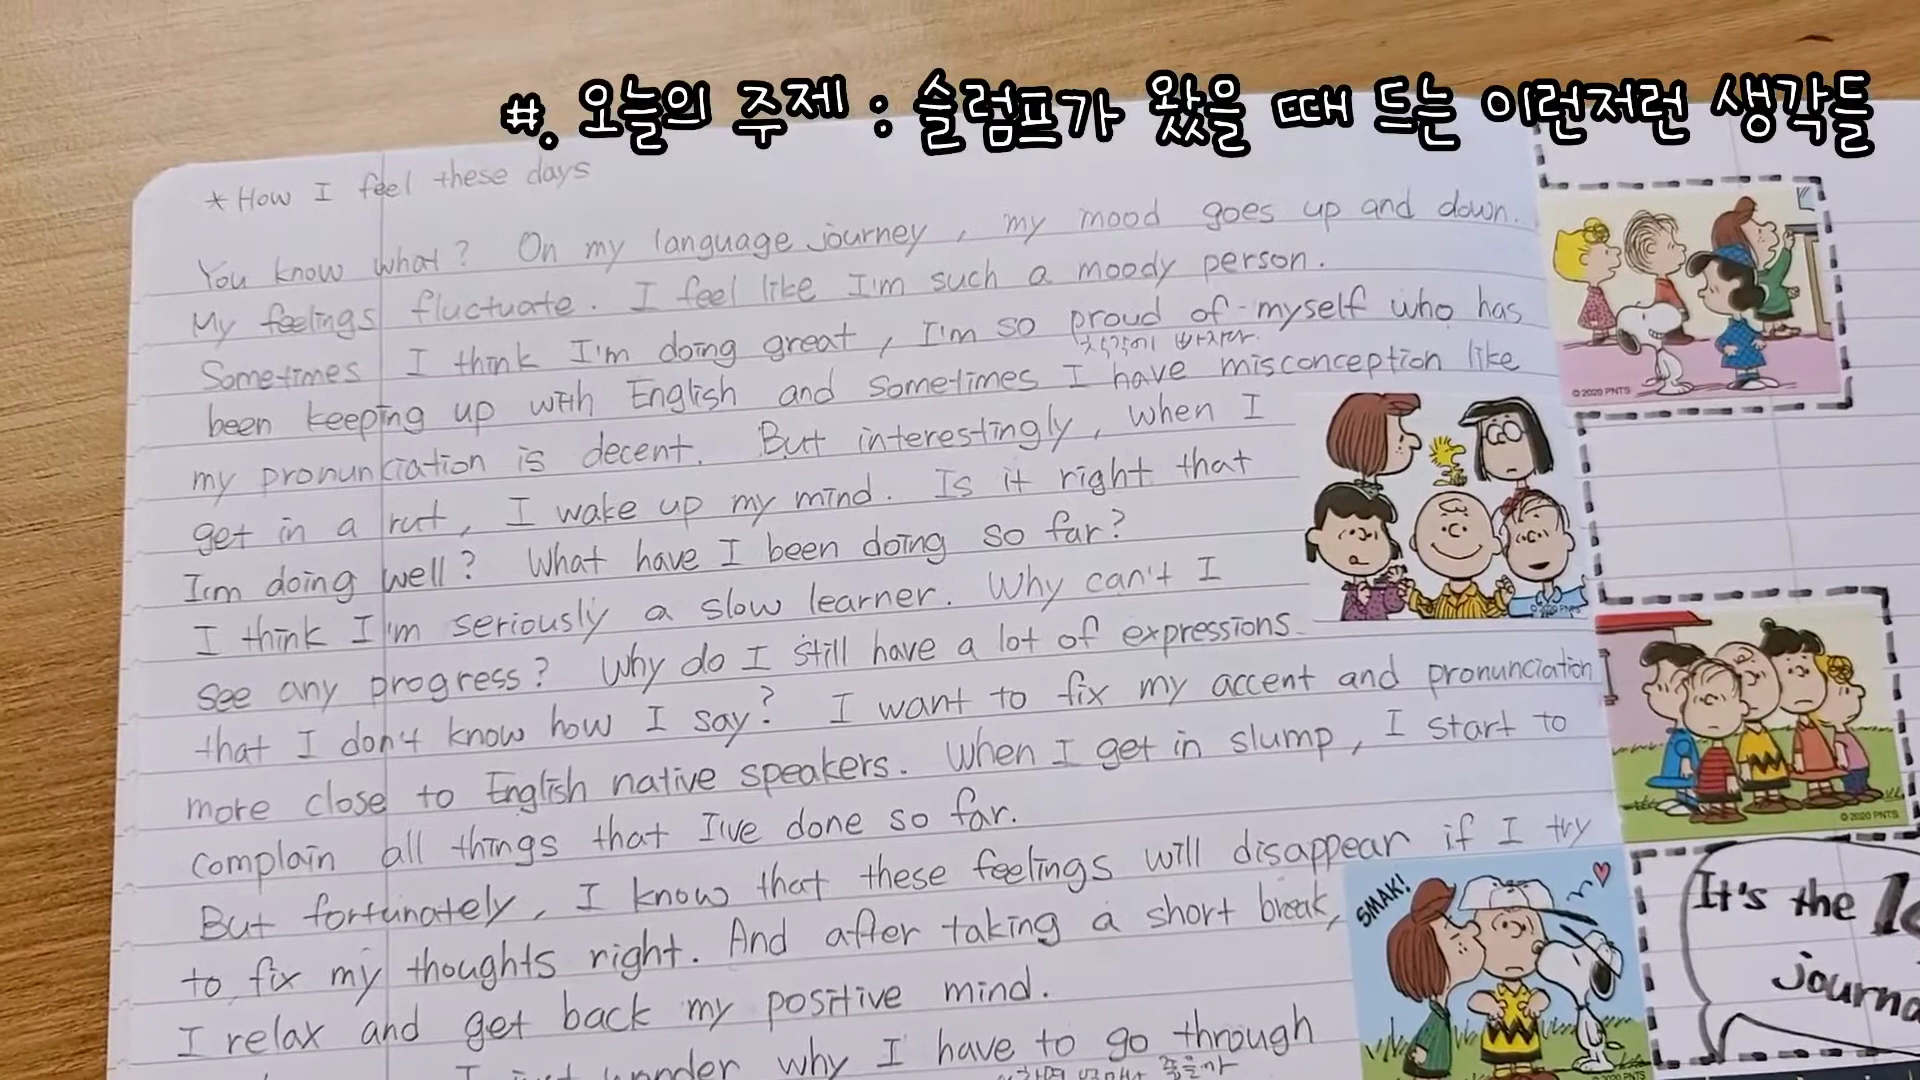 #. 오늘의 주제 : 슬럼프가 왔을 때 드는 이런저런 생각들
* How I feel these days
You know what? On my language journey, my mood goes up and down.
My feelings fluctuate. I feel like I'm such a moody person.
Sometimes I think I'm doing great, I'm so proud of myself who has
착각에 빠지다.
been keeping up with English and sometimes I have misconception like
my pronunciation is decent. But interestingly, when I
get in a rut, I wake up my mind. Is it right that
I'm doing well? What have I been doing so far?
I think I'm seriously a slow learner. Why can't I
see any progress? Why do I still have a lot of expressions
that I don't know how I say? I want to fix my accent and pronunciation
more close to English native speakers. When I get in slump, I start to
complain all things that I've done so far.
But fortunately, I know that these feelings will disappear if I try
to fix my thoughts right. And after taking a short break,
I relax and get back my positive mind.
I just wonder why I have to go through
©2020 PNTS
©2020 PNTS
©2020 PNTS
SMAK!
©2020 PNTS
It's the